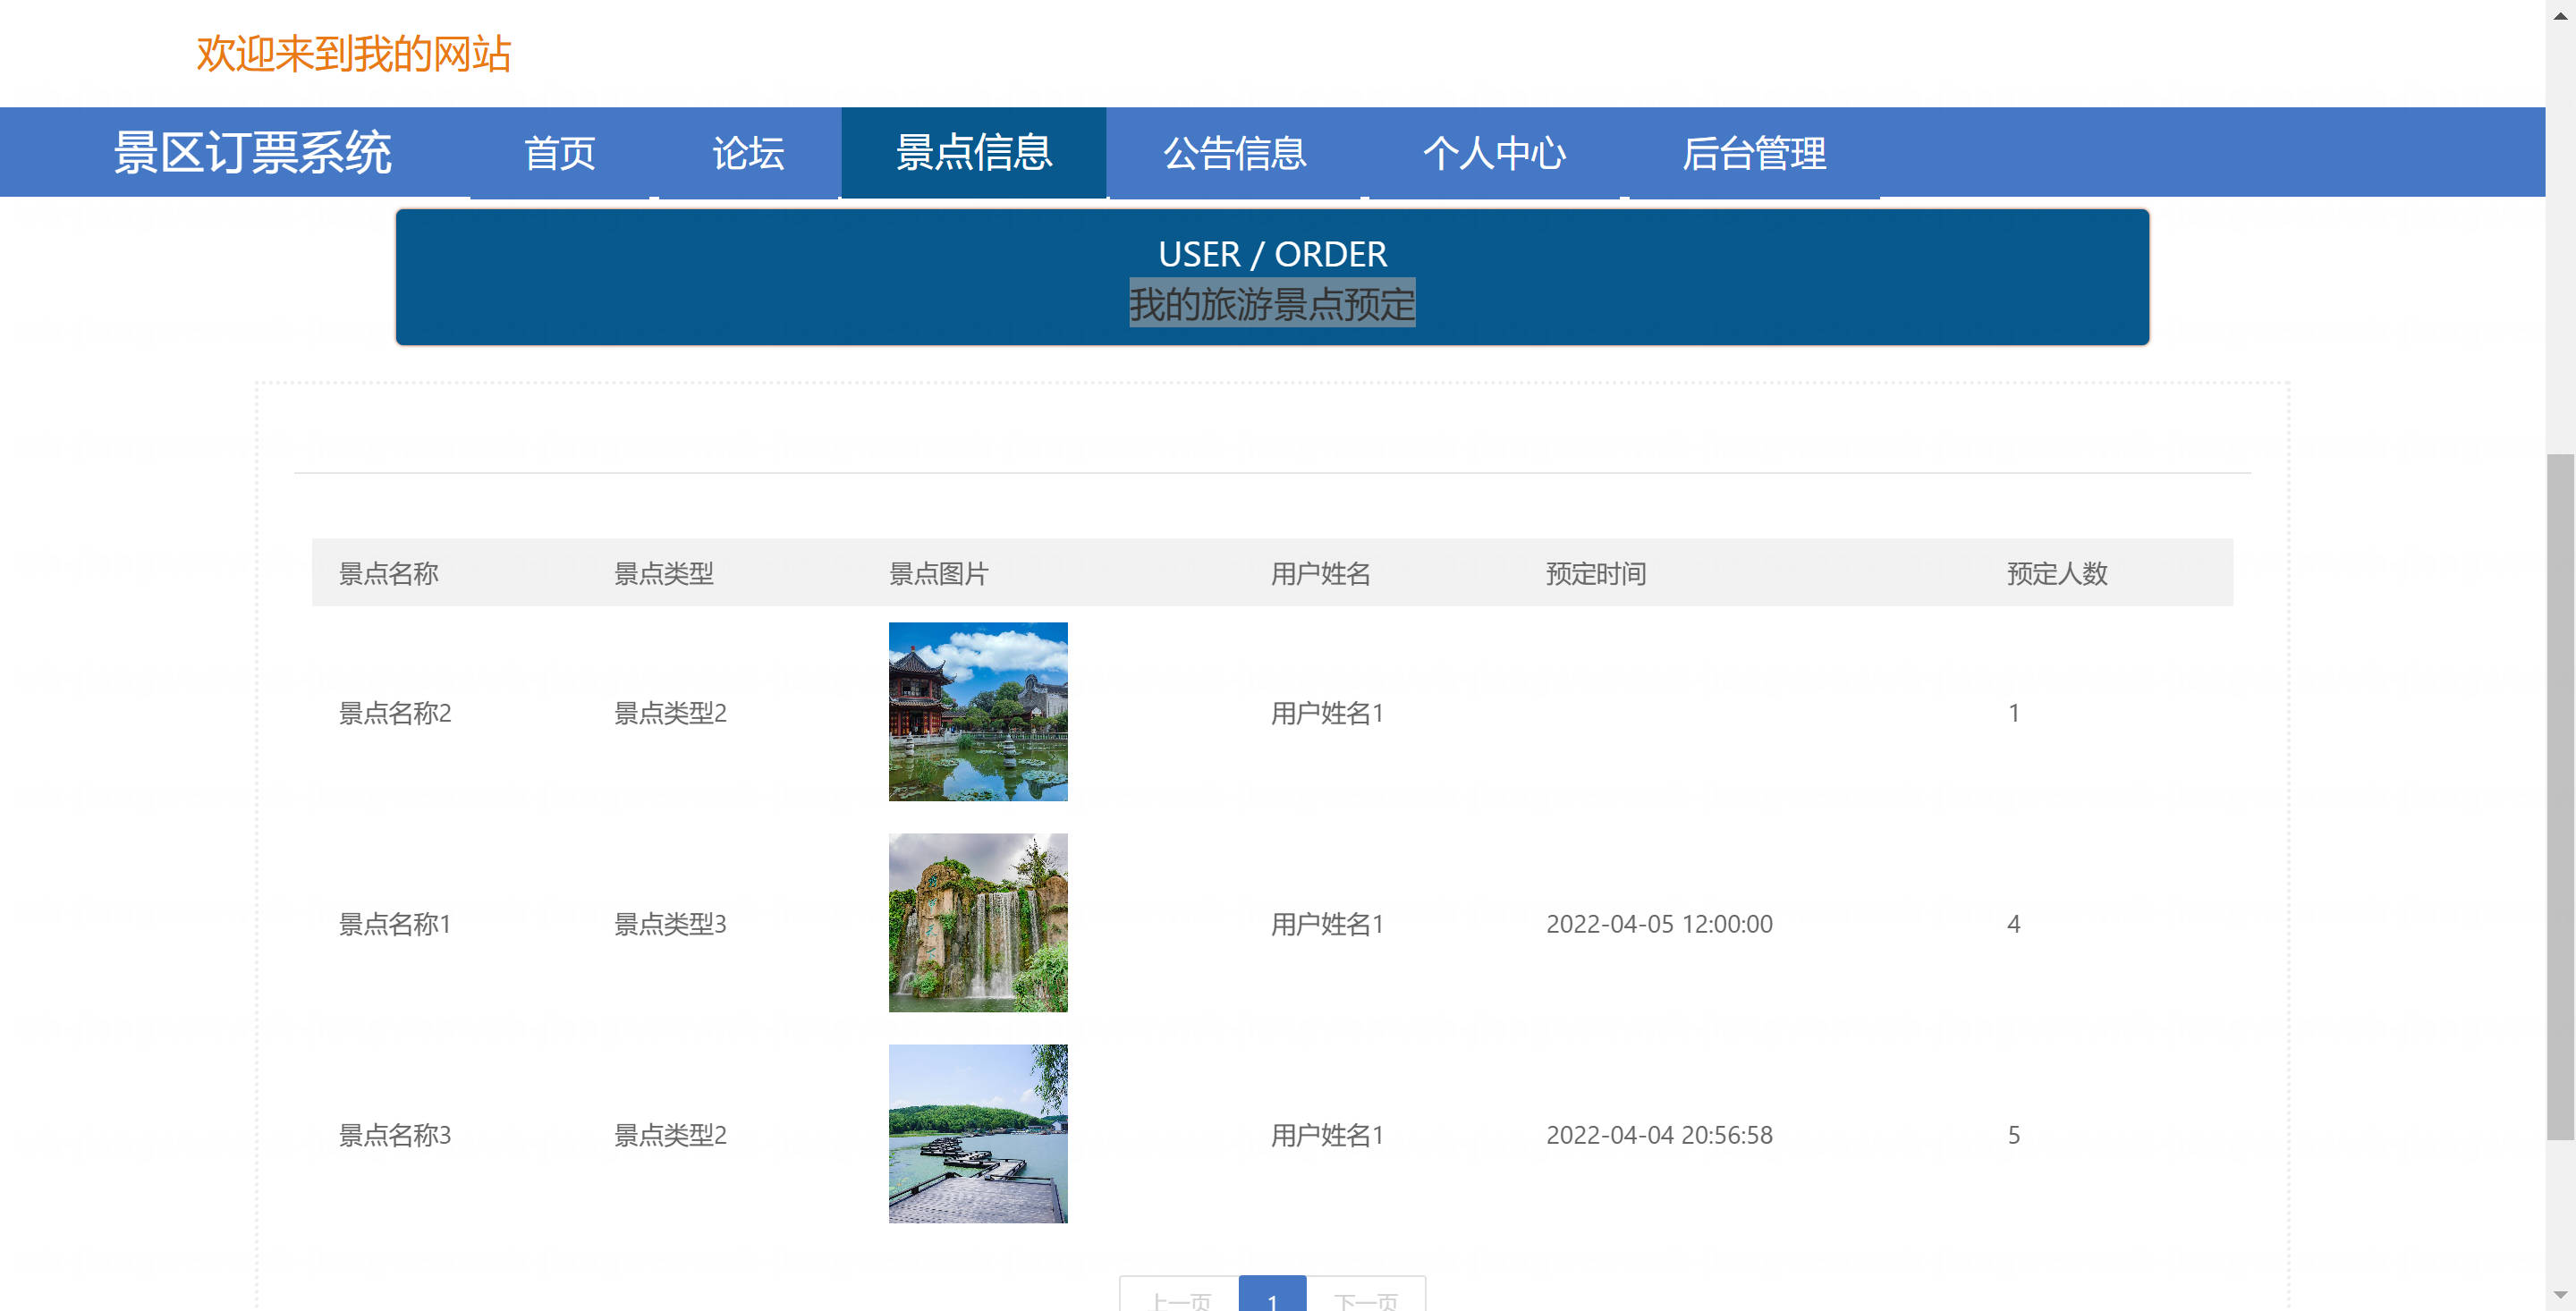 欢迎来到我的网站
景区订票系统 首页 论坛 景点信息 公告信息 个人中心 后台管理
USER / ORDER
我的旅游景点预定
景点名称 景点类型 景点图片 用户姓名 预定时间 预定人数
景点名称2 景点类型2 用户姓名1 1
景点名称1 景点类型3 用户姓名1 2022-04-05 12:00:00 4
景点名称3 景点类型2 用户姓名1 2022-04-04 20:56:58 5
上一页 1 下一页